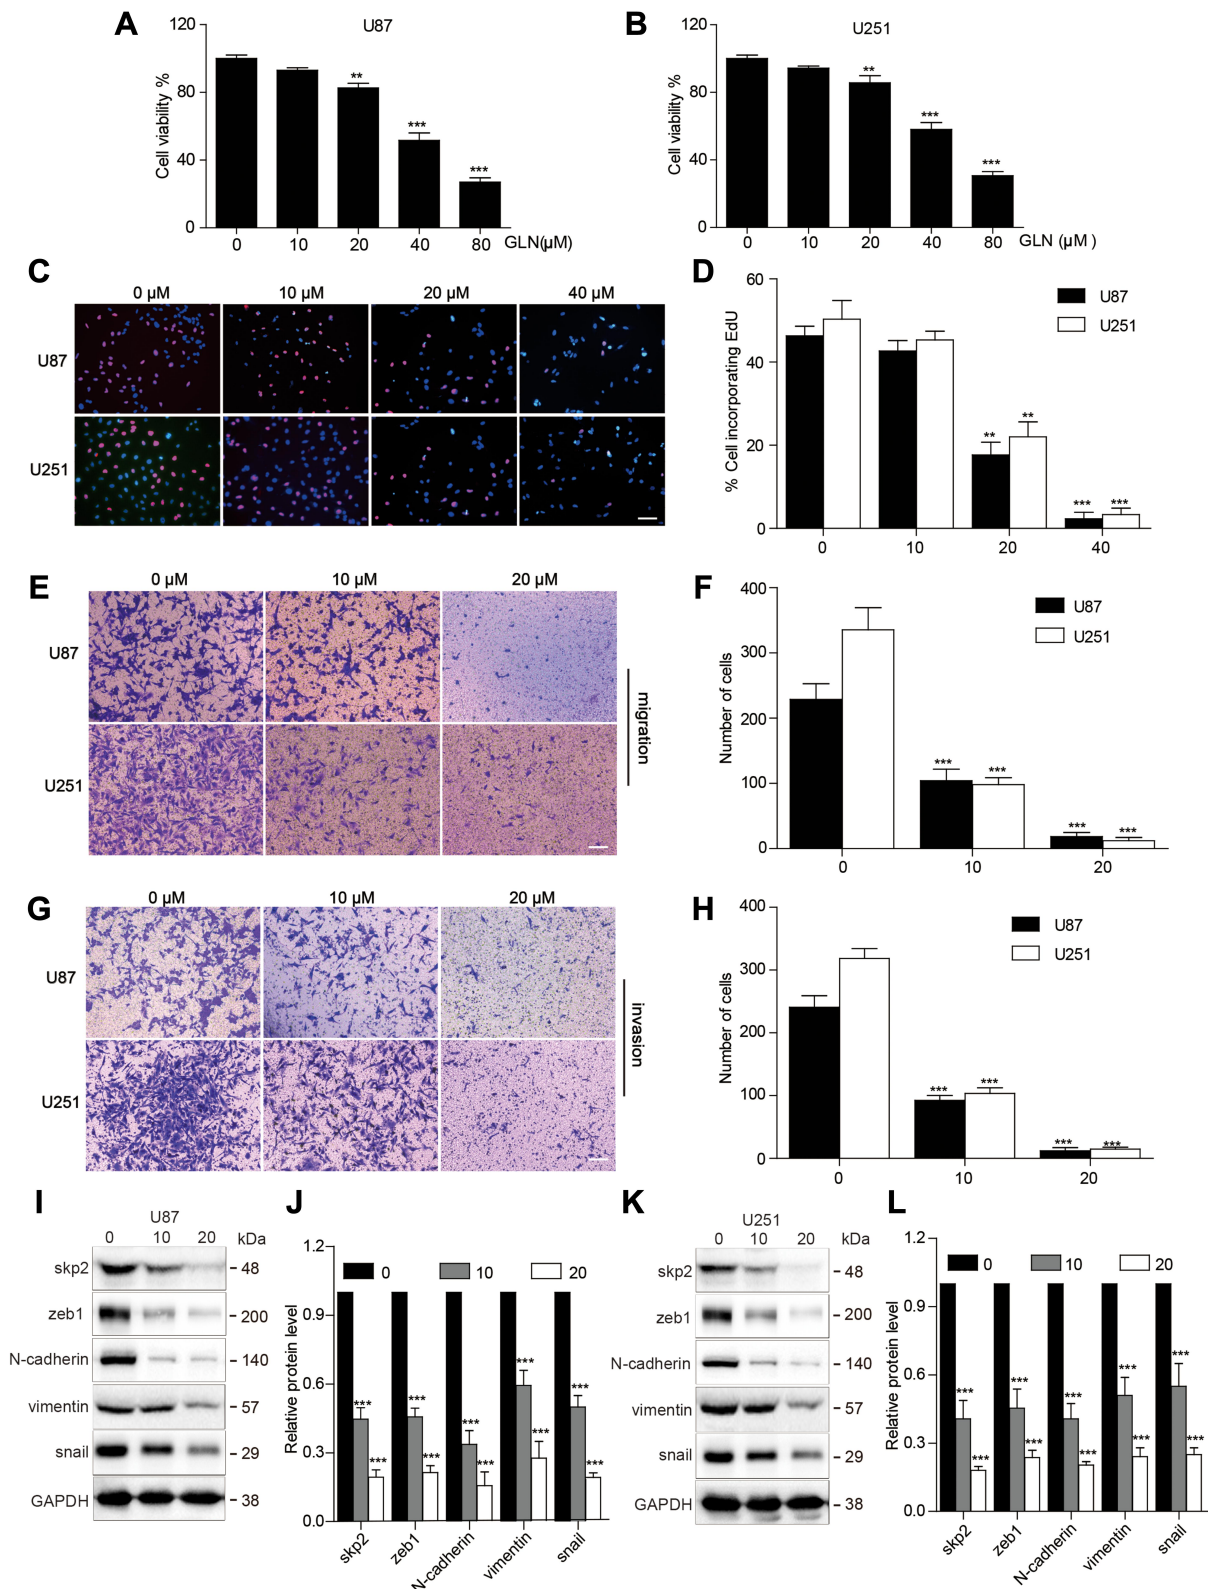 A
U87
120
80
40
0
Cell viability %
**
***
***
0 10 20 40 80 GLN(μM)
B
U251
120
80
40
0
Cell viability %
**
***
***
0 10 20 40 80 GLN (μM )
C
0 μM 10 μM 20 μM 40 μM
U87
U251
D
60
40
20
0
% Cell incorporating EdU
U87
U251
** **
*** ***
0 10 20 40
E
0 μM 10 μM 20 μM
U87
U251
migration
F
400
300
200
100
0
Number of cells
U87
U251
*** ***
*** ***
0 10 20
G
0 μM 10 μM 20 μM
U87
U251
invasion
H
400
300
200
100
0
Number of cells
U87
U251
*** ***
*** ***
0 10 20
I
U87
0 10 20 kDa
skp2 - 48
zeb1 - 200
N-cadherin - 140
vimentin - 57
snail - 29
GAPDH - 38
J
1.2
0.9
0.6
0.3
0.0
Relative protein level
0 10 20
*** ***
*** ***
*** ***
*** ***
*** ***
skp2 zeb1 N-cadherin vimentin snail
K
U251
0 10 20 kDa
skp2 - 48
zeb1 - 200
N-cadherin - 140
vimentin - 57
snail - 29
GAPDH - 38
L
1.2
0.9
0.6
0.3
0.0
Relative protein level
0 10 20
*** ***
*** ***
*** ***
*** ***
*** ***
skp2 zeb1 N-cadherin vimentin snail